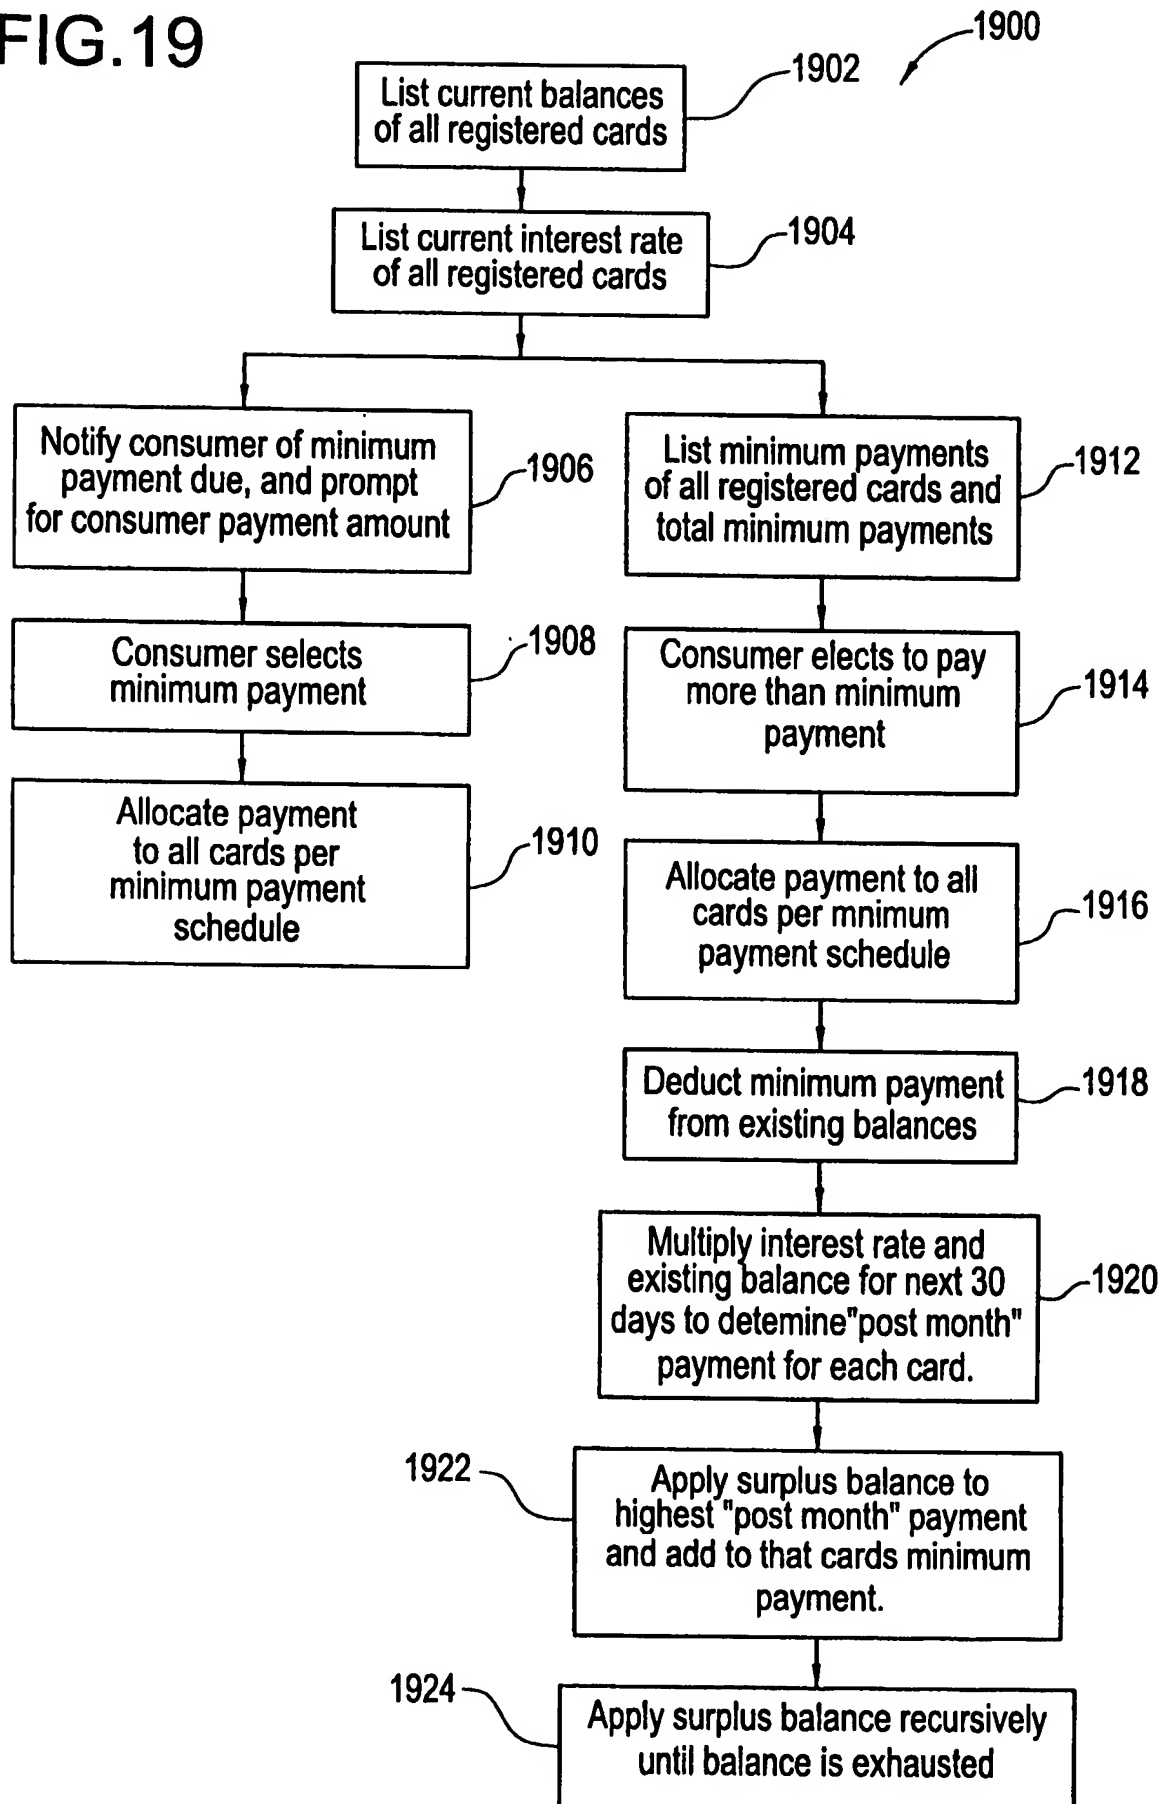 FIG.19
1900
List current balances
of all registered cards
1902
List current interest rate
of all registered cards
1904
Notify consumer of minimum
payment due, and prompt
for consumer payment amount
1906
Consumer selects
minimum payment
1908
Allocate payment
to all cards per
minimum payment
schedule
1910
List minimum payments
of all registered cards and
total minimum payments
1912
Consumer elects to pay
more than minimum
payment
1914
Allocate payment to all
cards per mnimum
payment schedule
1916
Deduct minimum payment
from existing balances
1918
Multiply interest rate and
existing balance for next 30
days to detemine"post month"
payment for each card.
1920
1922
Apply surplus balance to
highest "post month" payment
and add to that cards minimum
payment.
1924
Apply surplus balance recursively
until balance is exhausted